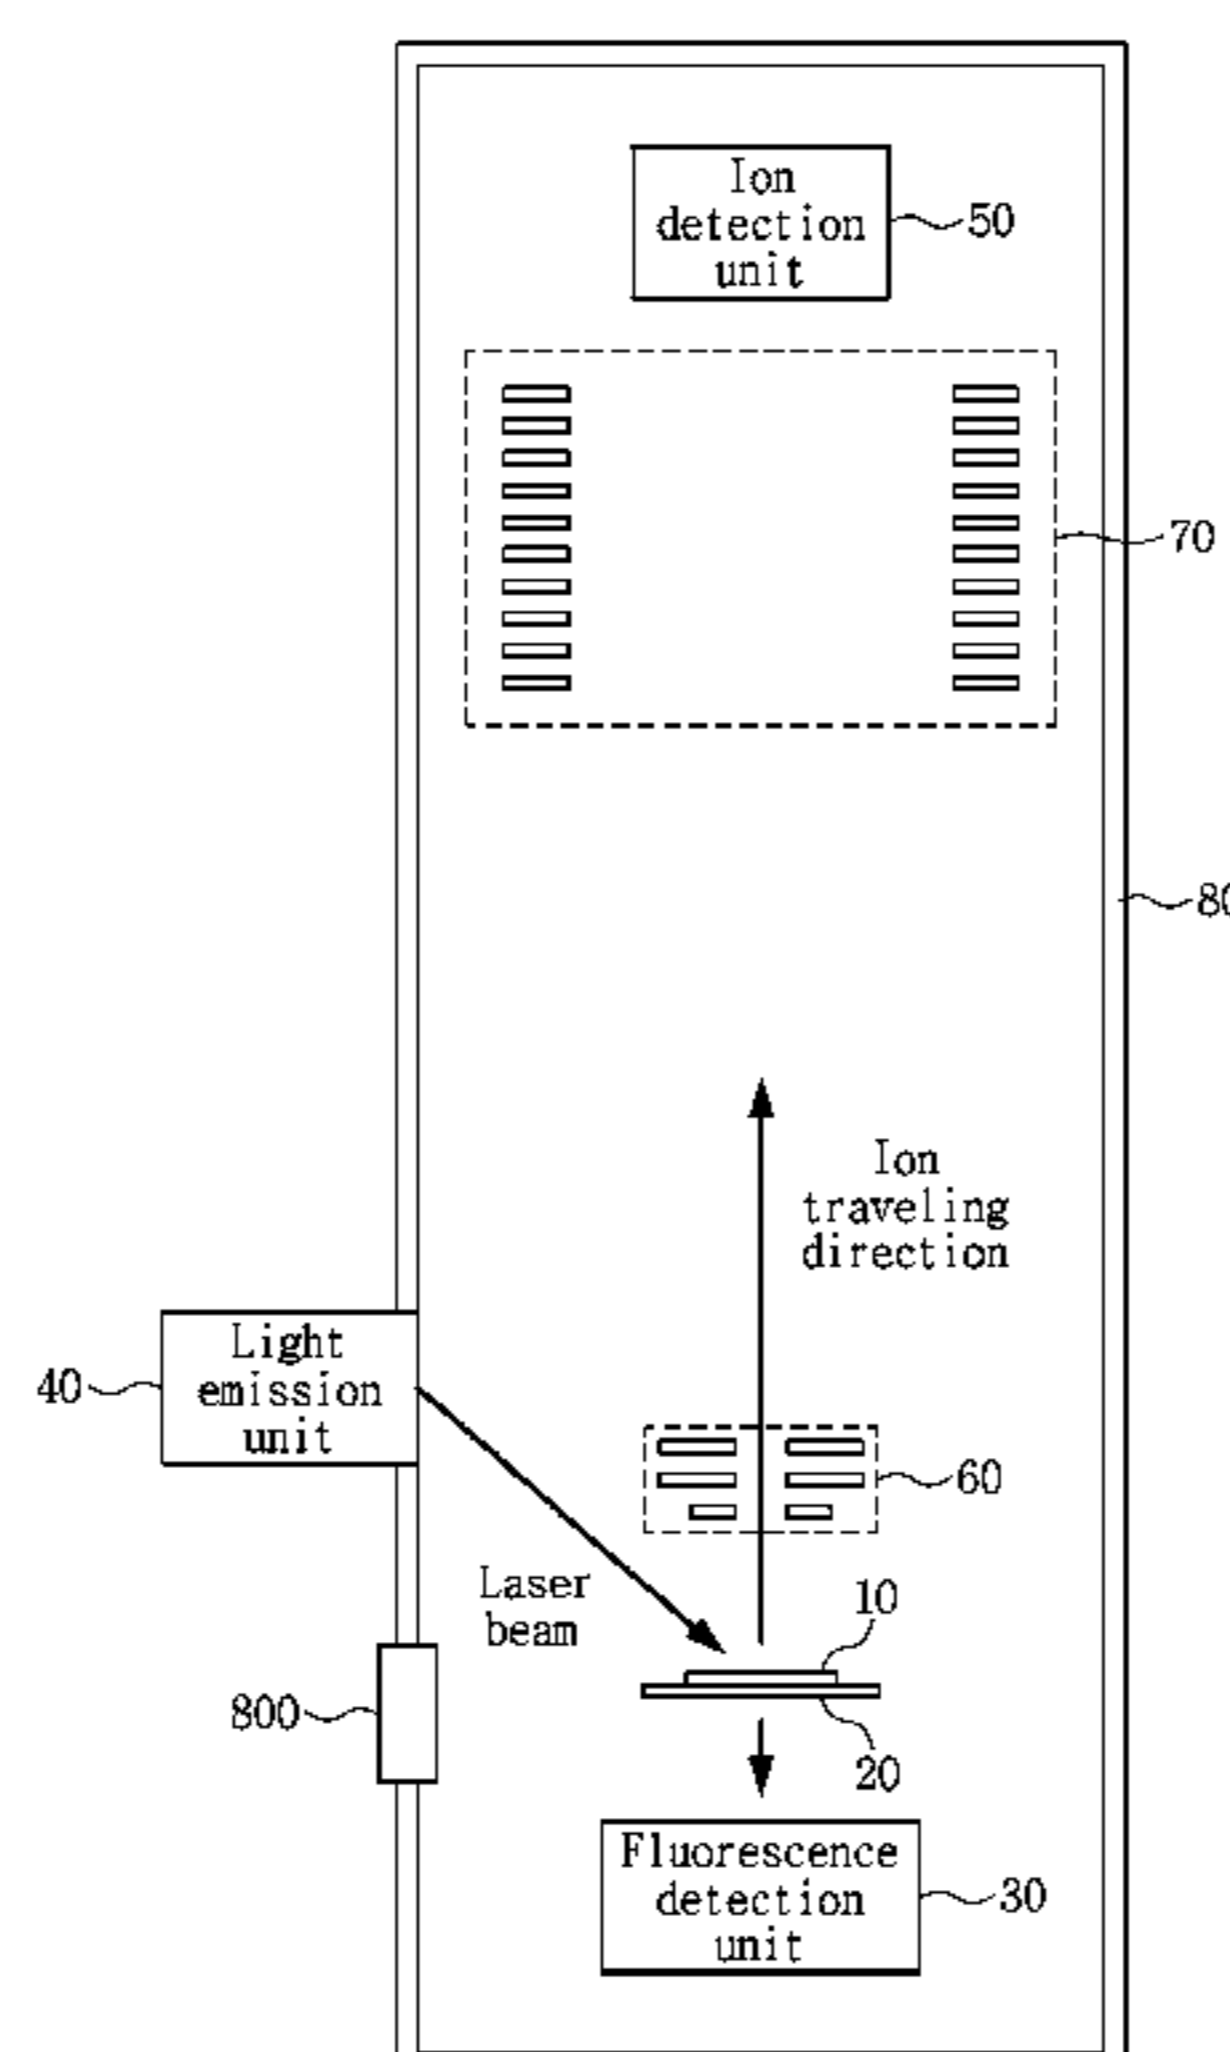 Ion
detection
unit
50
70
80
Ion
traveling
direction
Light
emission
unit
40
60
Laser
beam
10
800
20
Fluorescence
detection
unit
30